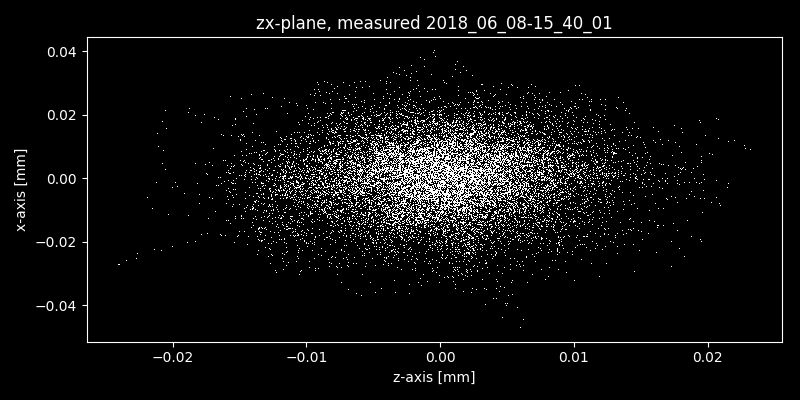 zx-plane, measured 2018_06_08-15_40_01
0.04
0.02
0.00
−0.02
−0.04
x-axis [mm]
−0.02 −0.01 0.00 0.01 0.02
z-axis [mm]